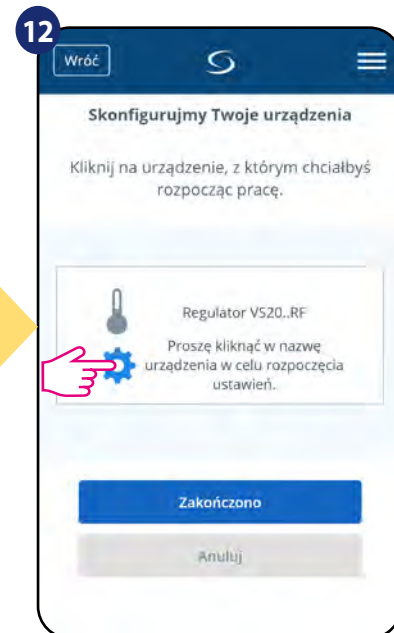 12
Wróć
Skonfigurujmy Twoje urządzenia
Kliknij na urządzenie, z którym chciałbyś
rozpocząc pracę.
Regulator VS20..RF
Proszę kliknąć w nazwę
urządzenia w celu rozpoczęcia
ustawień.
Zakończono
Anuluj